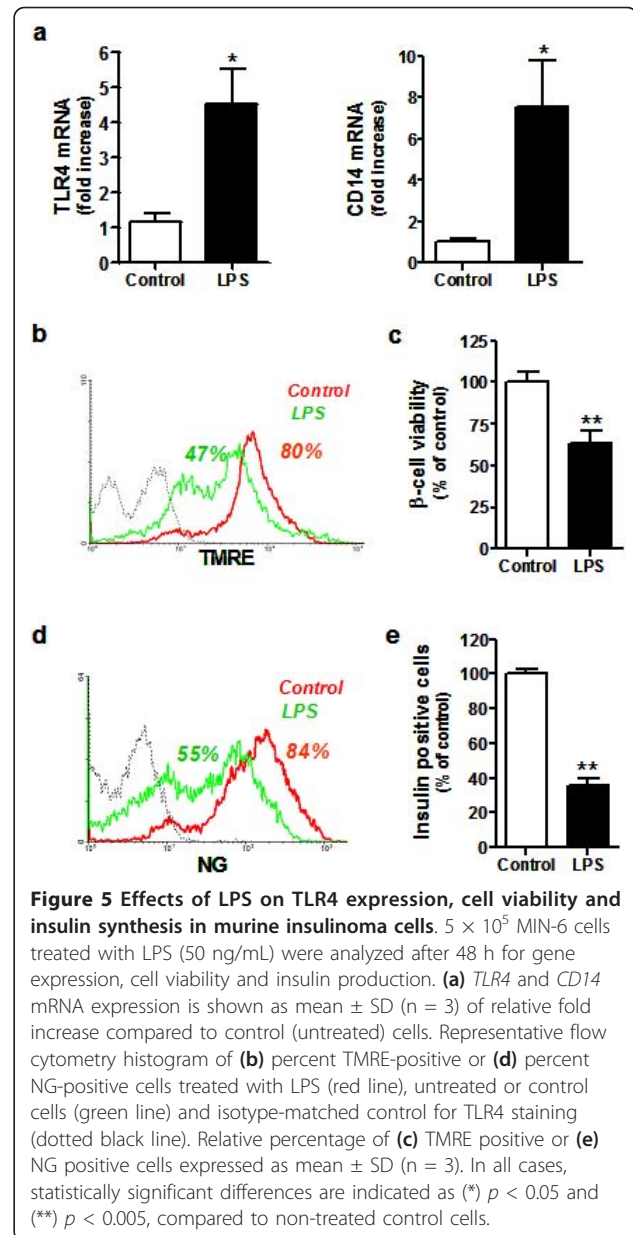 a
TLR4 mRNA
(fold increase)
6
5
4
3
2
1
0
*
Control LPS
CD14 mRNA
(fold increase)
10
8
6
4
2
0
*
Control LPS
b
Control
LPS
47% 80%
TMRE
c
β-cell viability
(% of control)
125
100
75
50
25
0
**
Control LPS
d
Control
LPS
55% 84%
NG
e
Insulin positive cells
(% of control)
120
100
80
60
40
20
0
**
Control LPS
Figure 5 Effects of LPS on TLR4 expression, cell viability and
insulin synthesis in murine insulinoma cells. 5 × 10⁵ MIN-6 cells
treated with LPS (50 ng/mL) were analyzed after 48 h for gene
expression, cell viability and insulin production. (a) TLR4 and CD14
mRNA expression is shown as mean ± SD (n = 3) of relative fold
increase compared to control (untreated) cells. Representative flow
cytometry histogram of (b) percent TMRE-positive or (d) percent
NG-positive cells treated with LPS (red line), untreated or control
cells (green line) and isotype-matched control for TLR4 staining
(dotted black line). Relative percentage of (c) TMRE positive or (e)
NG positive cells expressed as mean ± SD (n = 3). In all cases,
statistically significant differences are indicated as (*) p < 0.05 and
(**) p < 0.005, compared to non-treated control cells.